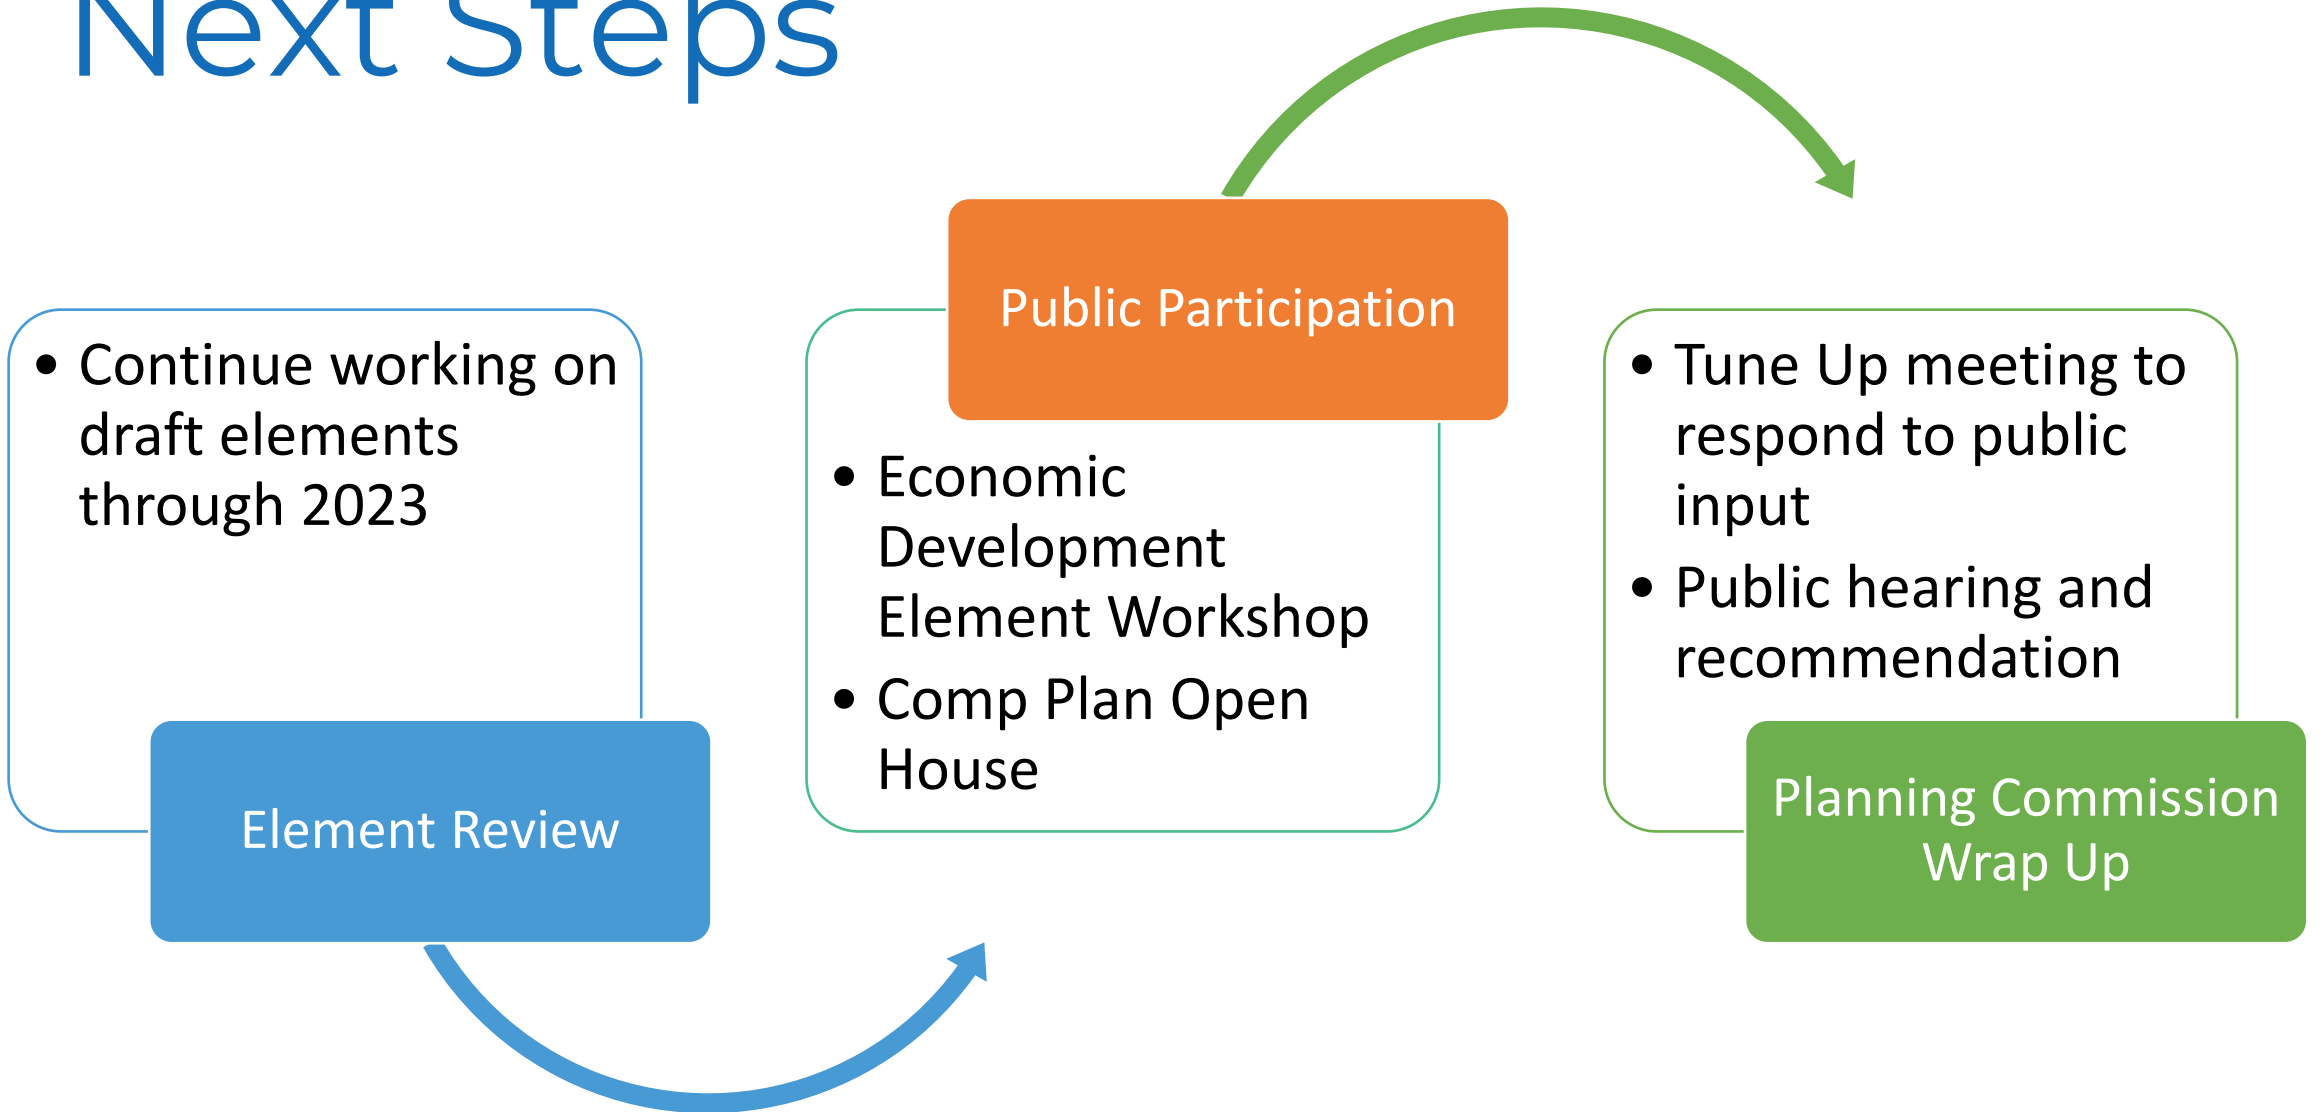 Next Steps
• Continue working on
draft elements
through 2023
Element Review
Public Participation
• Economic
Development
Element Workshop
• Comp Plan Open
House
• Tune Up meeting to
respond to public
input
• Public hearing and
recommendation
Planning Commission
Wrap Up